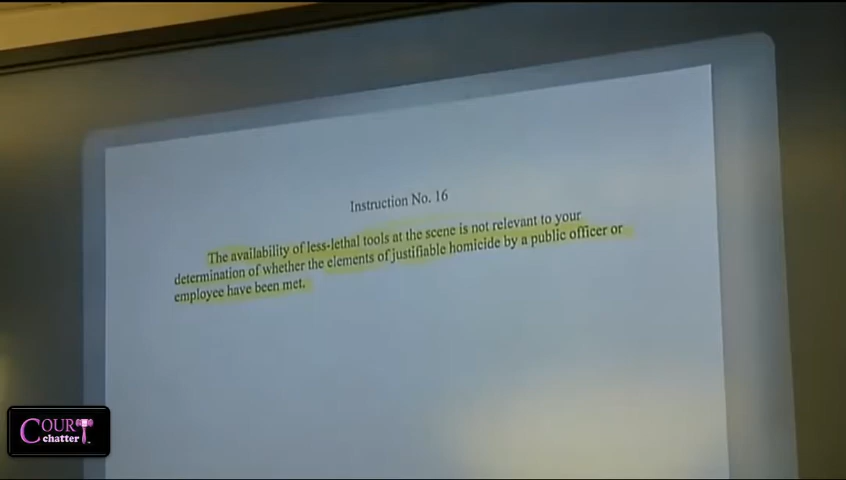 Instruction No. 16
The availability of less-lethal tools at the scene is not relevant to your
determination of whether the elements of justifiable homicide by a public officer or
employee have been met.
COURT
chatter